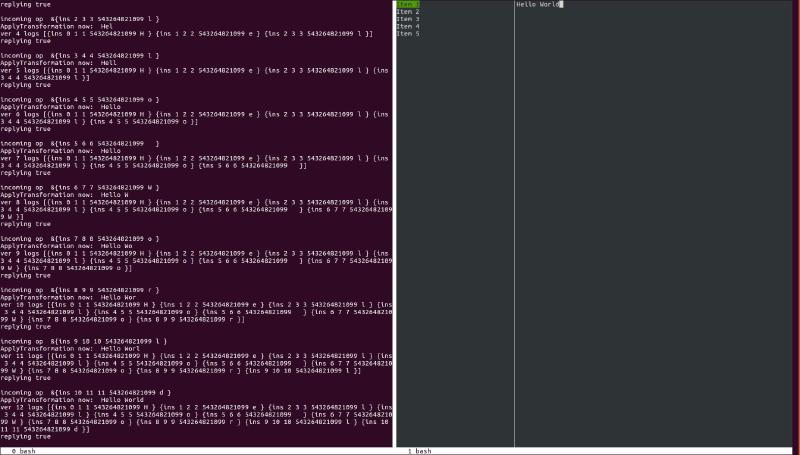 replying true
incoming op  &{ins 2 3 3 543264821099 l }
ApplyTransformation now:  Hel
ver 4 logs [{ins 0 1 1 543264821099 H } {ins 1 2 2 543264821099 e } {ins 2 3 3 543264821099 l }]
replying true
incoming op  &{ins 3 4 4 543264821099 l }
ApplyTransformation now:  Hell
ver 5 logs [{ins 0 1 1 543264821099 H } {ins 1 2 2 543264821099 e } {ins 2 3 3 543264821099 l } {ins
3 4 4 543264821099 l }]
replying true
incoming op  &{ins 4 5 5 543264821099 o }
ApplyTransformation now:  Hello
ver 6 logs [{ins 0 1 1 543264821099 H } {ins 1 2 2 543264821099 e } {ins 2 3 3 543264821099 l } {ins
3 4 4 543264821099 l } {ins 4 5 5 543264821099 o }]
replying true
incoming op  &{ins 5 6 6 543264821099   }
ApplyTransformation now:  Hello
ver 7 logs [{ins 0 1 1 543264821099 H } {ins 1 2 2 543264821099 e } {ins 2 3 3 543264821099 l } {ins
3 4 4 543264821099 l } {ins 4 5 5 543264821099 o } {ins 5 6 6 543264821099   }]
replying true
incoming op  &{ins 6 7 7 543264821099 W }
ApplyTransformation now:  Hello W
ver 8 logs [{ins 0 1 1 543264821099 H } {ins 1 2 2 543264821099 e } {ins 2 3 3 543264821099 l } {ins
3 4 4 543264821099 l } {ins 4 5 5 543264821099 o } {ins 5 6 6 543264821099   } {ins 6 7 7 54326482109
9 W }]
replying true
incoming op  &{ins 7 8 8 543264821099 o }
ApplyTransformation now:  Hello Wo
ver 9 logs [{ins 0 1 1 543264821099 H } {ins 1 2 2 543264821099 e } {ins 2 3 3 543264821099 l } {ins
3 4 4 543264821099 l } {ins 4 5 5 543264821099 o } {ins 5 6 6 543264821099   } {ins 6 7 7 54326482109
9 W } {ins 7 8 8 543264821099 o }]
replying true
incoming op  &{ins 8 9 9 543264821099 r }
ApplyTransformation now:  Hello Wor
ver 10 logs [{ins 0 1 1 543264821099 H } {ins 1 2 2 543264821099 e } {ins 2 3 3 543264821099 l } {ins
3 4 4 543264821099 l } {ins 4 5 5 543264821099 o } {ins 5 6 6 543264821099   } {ins 6 7 7 5432648210
99 W } {ins 7 8 8 543264821099 o } {ins 8 9 9 543264821099 r }]
replying true
incoming op  &{ins 9 10 10 543264821099 l }
ApplyTransformation now:  Hello Worl
ver 11 logs [{ins 0 1 1 543264821099 H } {ins 1 2 2 543264821099 e } {ins 2 3 3 543264821099 l } {ins
3 4 4 543264821099 l } {ins 4 5 5 543264821099 o } {ins 5 6 6 543264821099   } {ins 6 7 7 5432648210
99 W } {ins 7 8 8 543264821099 o } {ins 8 9 9 543264821099 r } {ins 9 10 10 543264821099 l }]
replying true
incoming op  &{ins 10 11 11 543264821099 d }
ApplyTransformation now:  Hello World
ver 12 logs [{ins 0 1 1 543264821099 H } {ins 1 2 2 543264821099 e } {ins 2 3 3 543264821099 l } {ins
3 4 4 543264821099 l } {ins 4 5 5 543264821099 o } {ins 5 6 6 543264821099   } {ins 6 7 7 5432648210
99 W } {ins 7 8 8 543264821099 o } {ins 8 9 9 543264821099 r } {ins 9 10 10 543264821099 l } {ins 10
11 11 543264821099 d }]
replying true
0 bash
Item 1
Item 2
Item 3
Item 4
Item 5
Hello World
1 bash